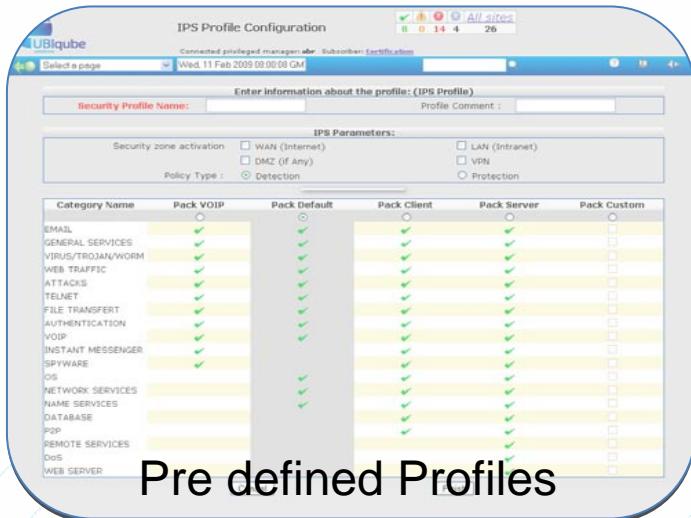 UBIqube
IPS Profile Configuration
All sites
8 0 14 4 26
Connected privileged manager: abr Subscriber: Certification
Select a page
Wed, 11 Feb 2009 08:00:08 GM
Enter information about the profile: (IPS Profile)
Security Profile Name: Profile Comment :
IPS Parameters:
Security zone activation WAN (Internet) LAN (Intranet)
DMZ (if Any) VPN
Policy Type : Detection Protection
Category Name Pack VOIP Pack Default Pack Client Pack Server Pack Custom
EMAIL
GENERAL SERVICES
VIRUS/TROJAN/WORM
WEB TRAFFIC
ATTACKS
TELNET
FILE TRANSFERT
AUTHENTICATION
VOIP
INSTANT MESSENGER
SPYWARE
OS
NETWORK SERVICES
NAME SERVICES
DATABASE
P2P
REMOTE SERVICES
DoS
WEB SERVER
Pre defined Profiles